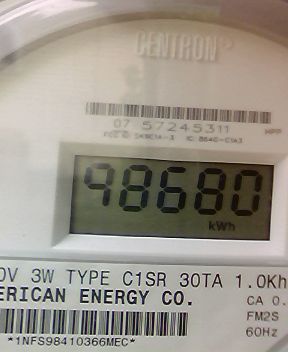 CENTRON®
07 57245311 MPP
98680
kWh
0V 3W TYPE C1SR 30TA 1.0Kh
ERICAN ENERGY CO. CA 0.
FM2S
*1NFS98410366MEC* 60Hz